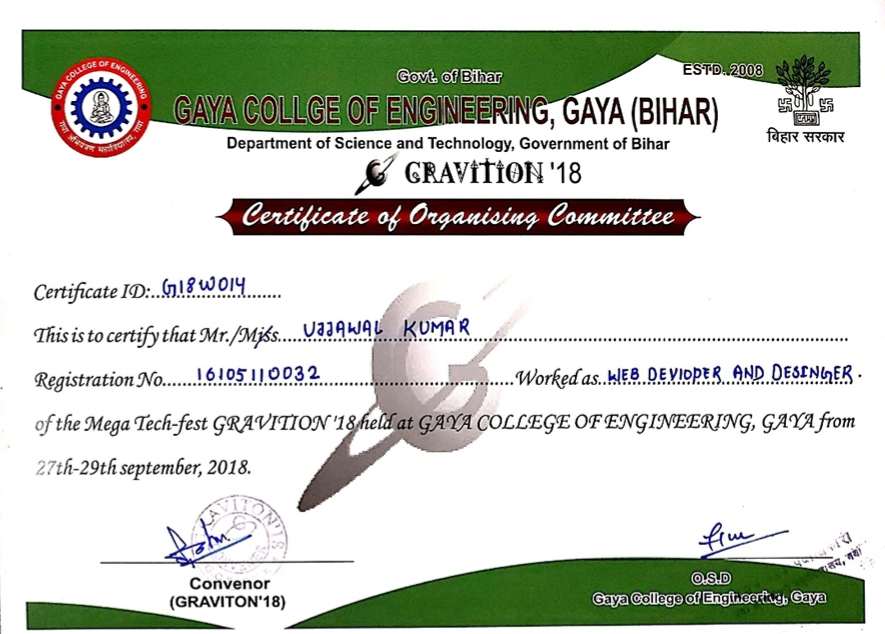 Govt. of Bihar
ESTD. 2008
GAYA COLLEGE OF ENGINEERING
गया अभियंत्रण महाविद्यालय, गया
GAYA COLLGE OF ENGINEERING, GAYA (BIHAR)
बिहार सरकार
Department of Science and Technology, Government of Bihar
GRAVITION '18
Certificate of Organising Committee
Certificate ID:..G18W014
This is to certify that Mr./Miss....UJJAWAL KUMAR
Registration No.....16105110032.....Worked as..WEB DEVIOPER AND DESINGER.
of the Mega Tech-fest GRAVITION '18 held at GAYA COLLEGE OF ENGINEERING, GAYA from
27th-29th september, 2018.
GRAVITON'18
Convenor
(GRAVITON'18)
O.S.D
Gaya College of Engineering, Gaya